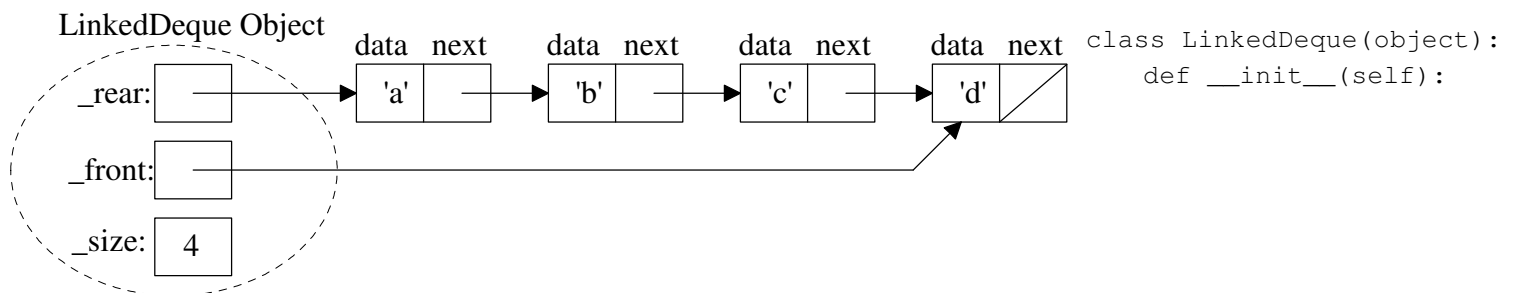 LinkedDeque Object
data next data next data next data next
_rear: 'a' 'b' 'c' 'd'
_front:
_size: 4
class LinkedDeque(object):
    def __init__(self):